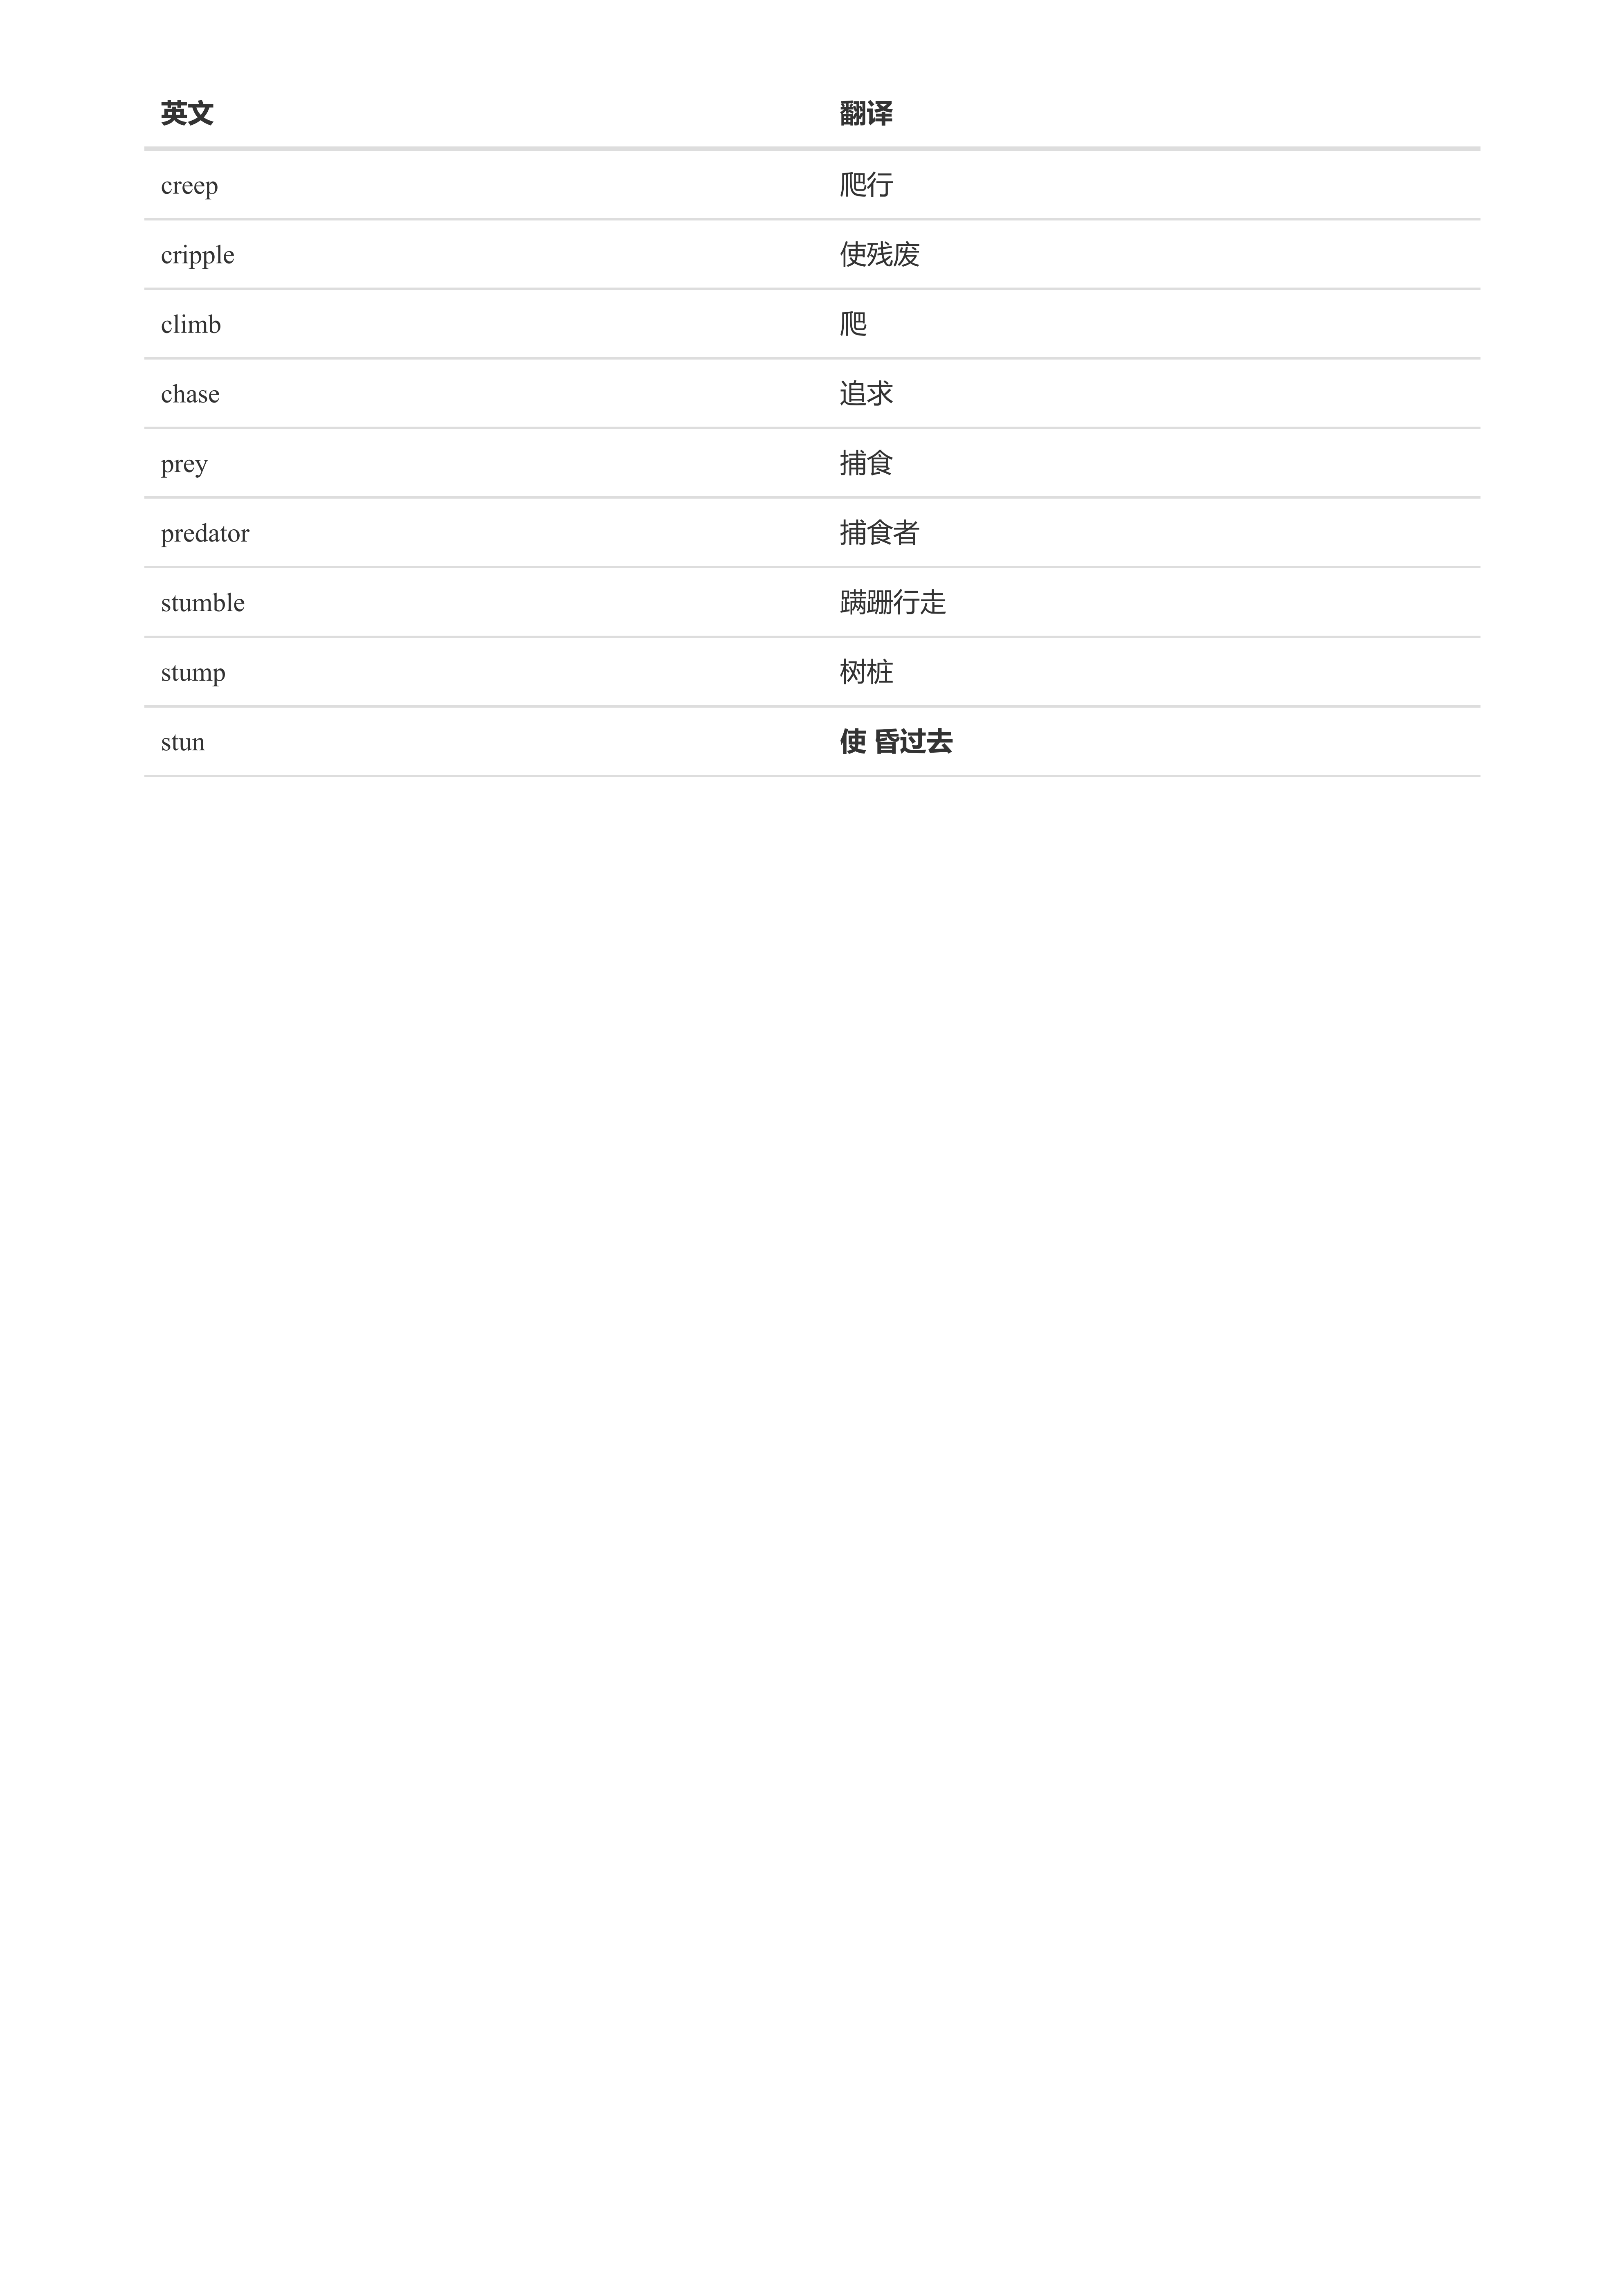 英文 翻译
creep 爬行
cripple 使残废
climb 爬
chase 追求
prey 捕食
predator 捕食者
stumble 蹒跚行走
stump 树桩
stun 使 昏过去